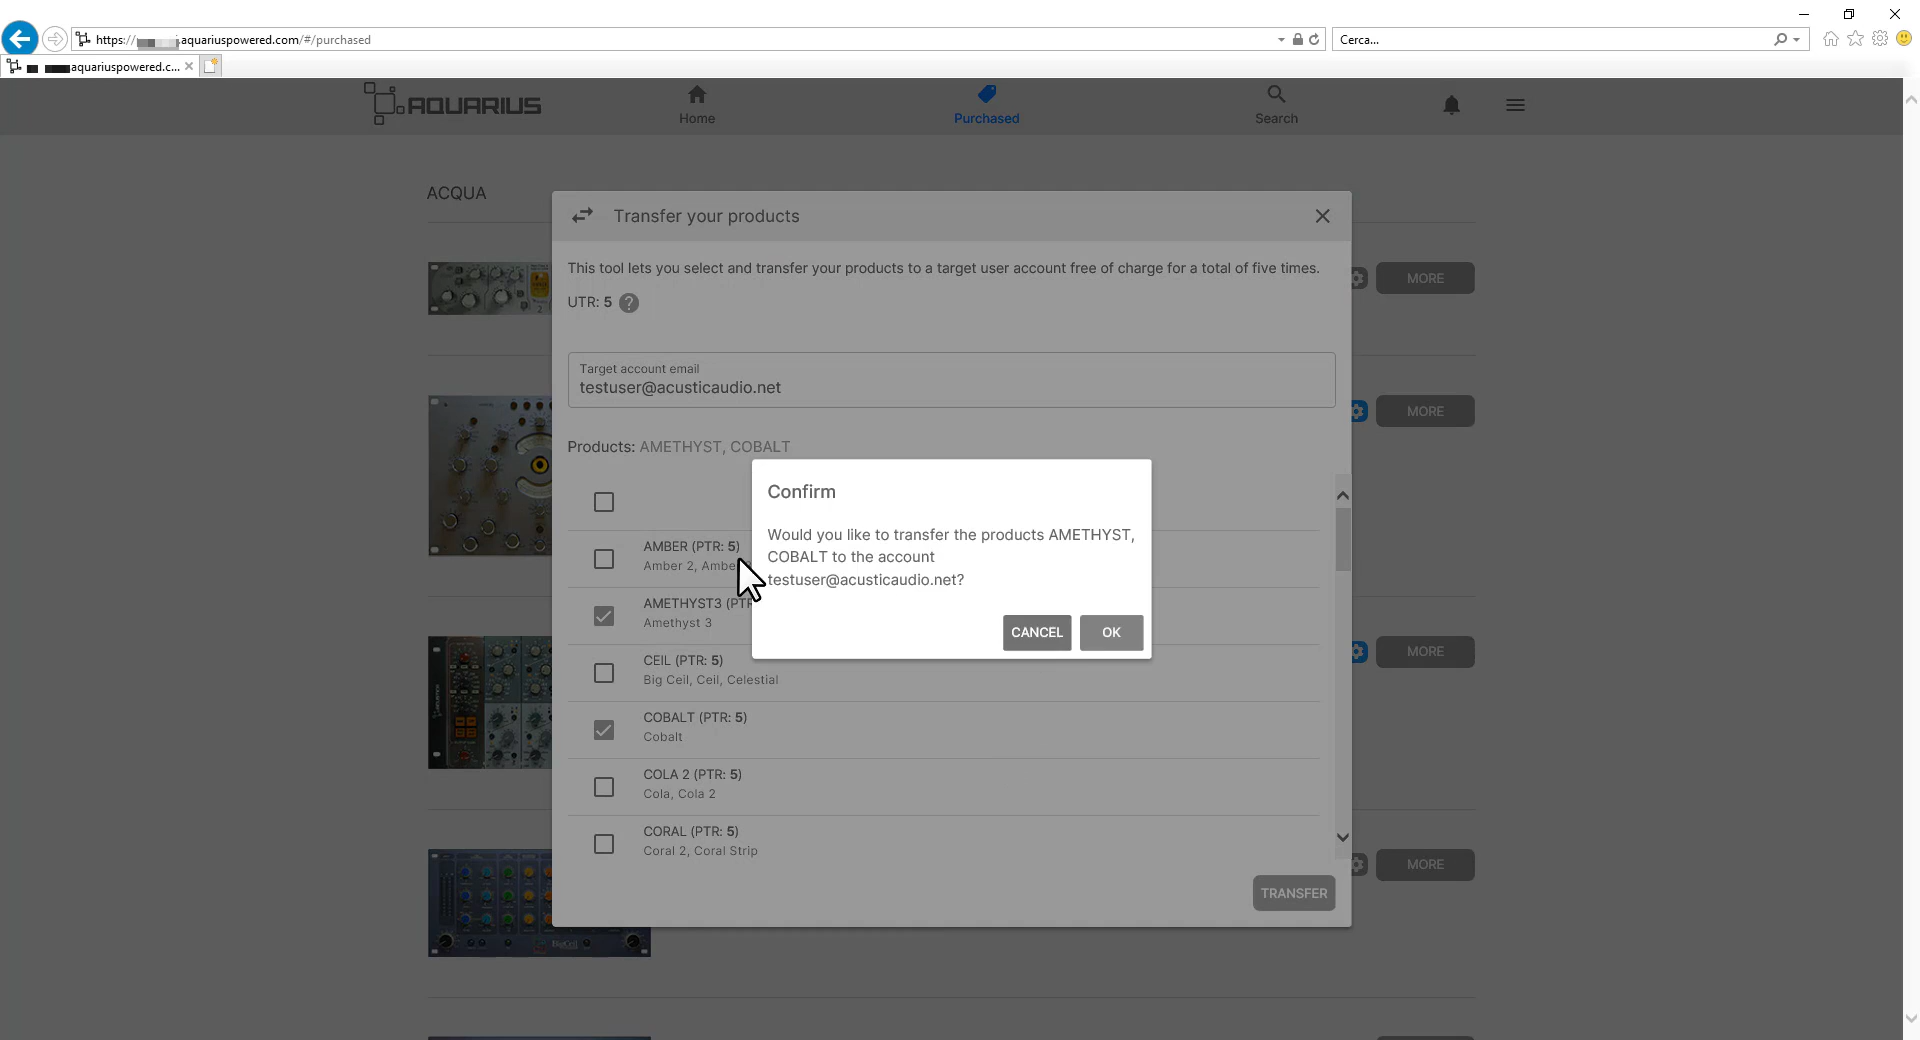 https:// .aquariuspowered.com/#/purchased
Cerca...
aquariuspowered.c...
AQUARIUS
Home
Purchased
Search
ACQUA
Transfer your products
This tool lets you select and transfer your products to a target user account free of charge for a total of five times.
UTR: 5 ?
MORE
Target account email
testuser@acusticaudio.net
MORE
Products: AMETHYST, COBALT
Confirm
Would you like to transfer the products AMETHYST,
COBALT to the account
testuser@acusticaudio.net?
CANCEL
OK
AMBER (PTR: 5)
Amber 2,
AMETHYST3 (PTR
Amethyst 3
CEIL (PTR: 5)
Big Ceil, Ceil, Celestial
MORE
COBALT (PTR: 5)
Cobalt
COLA 2 (PTR: 5)
Cola, Cola 2
CORAL (PTR: 5)
Coral 2, Coral Strip
MORE
TRANSFER
BigCeil